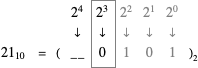 2⁴ 2³ 2² 2¹ 2⁰
↓ ↓ ↓ ↓ ↓
21₁₀ = ( __ 0 1 0 1 )₂